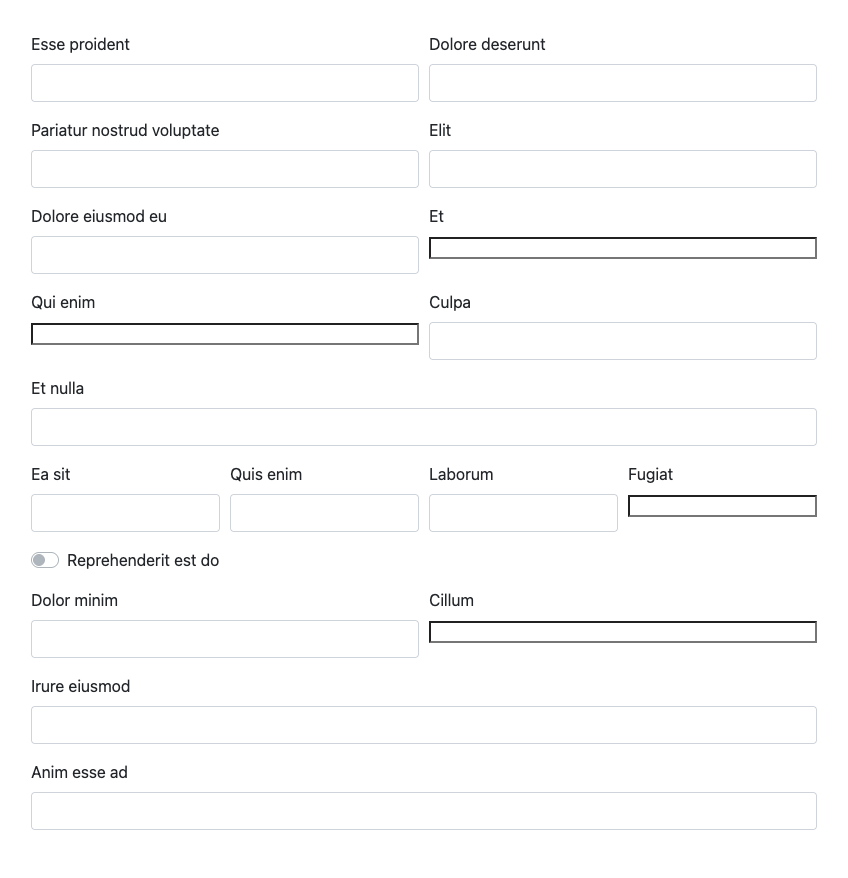 Esse proident
Dolore deserunt
Pariatur nostrud voluptate
Elit
Dolore eiusmod eu
Et
Qui enim
Culpa
Et nulla
Ea sit
Quis enim
Laborum
Fugiat
Reprehenderit est do
Dolor minim
Cillum
Irure eiusmod
Anim esse ad